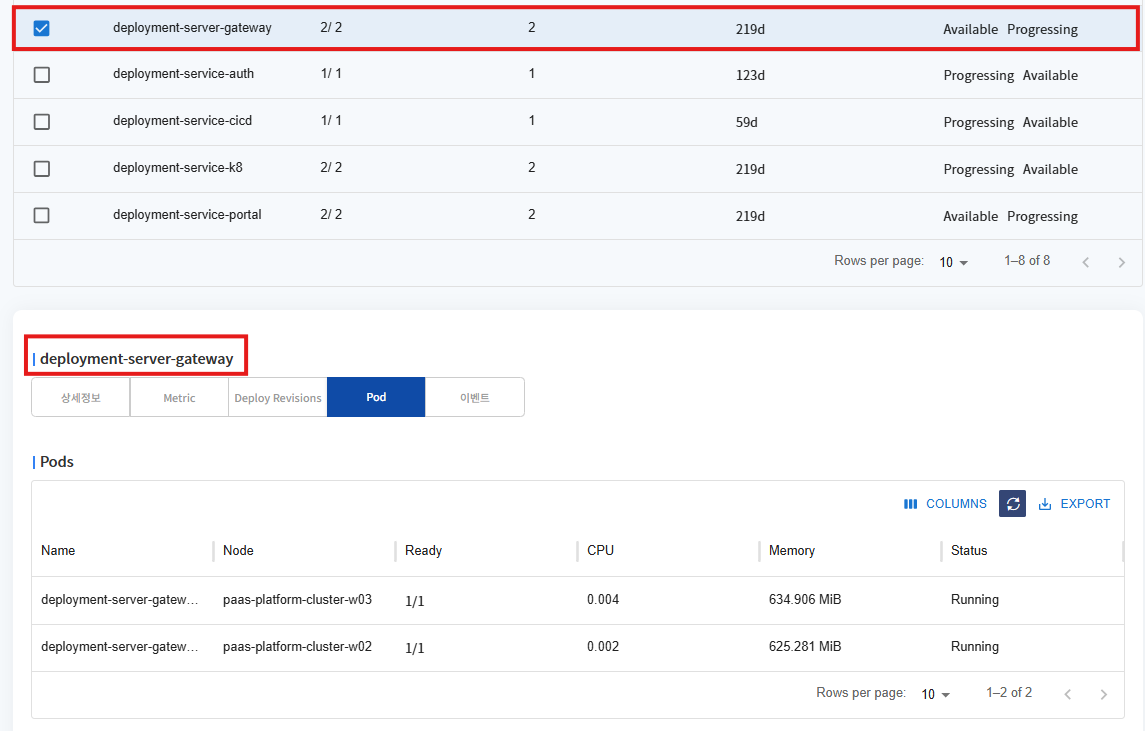 deployment-server-gateway 2/ 2 2 219d Available Progressing
deployment-service-auth 1/ 1 1 123d Progressing Available
deployment-service-cicd 1/ 1 1 59d Progressing Available
deployment-service-k8 2/ 2 2 219d Progressing Available
deployment-service-portal 2/ 2 2 219d Available Progressing
Rows per page: 10 1–8 of 8
deployment-server-gateway
상세정보 Metric Deploy Revisions Pod 이벤트
Pods
COLUMNS EXPORT
Name Node Ready CPU Memory Status
deployment-server-gatew… paas-platform-cluster-w03 1/1 0.004 634.906 MiB Running
deployment-server-gatew… paas-platform-cluster-w02 1/1 0.002 625.281 MiB Running
Rows per page: 10 1–2 of 2